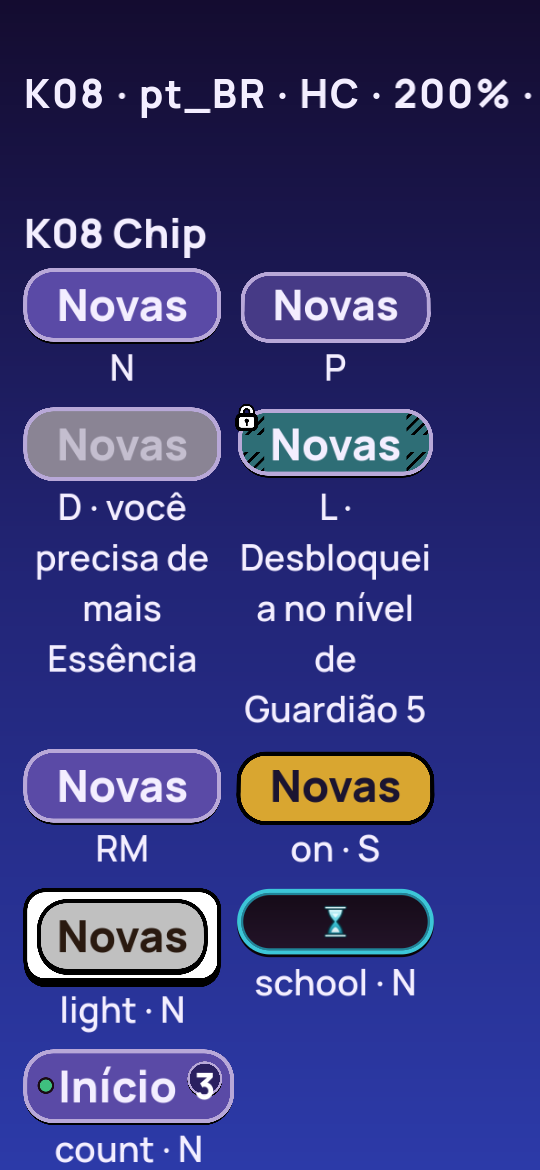 K08 · pt_BR · HC · 200% ·
K08 Chip
Novas
Novas
N
P
Novas
Novas
D · você
precisa de
mais
Essência
L ·
Desbloquei
a no nível
de
Guardião 5
Novas
Novas
RM
on · S
Novas
light · N
school · N
Início 3
count · N